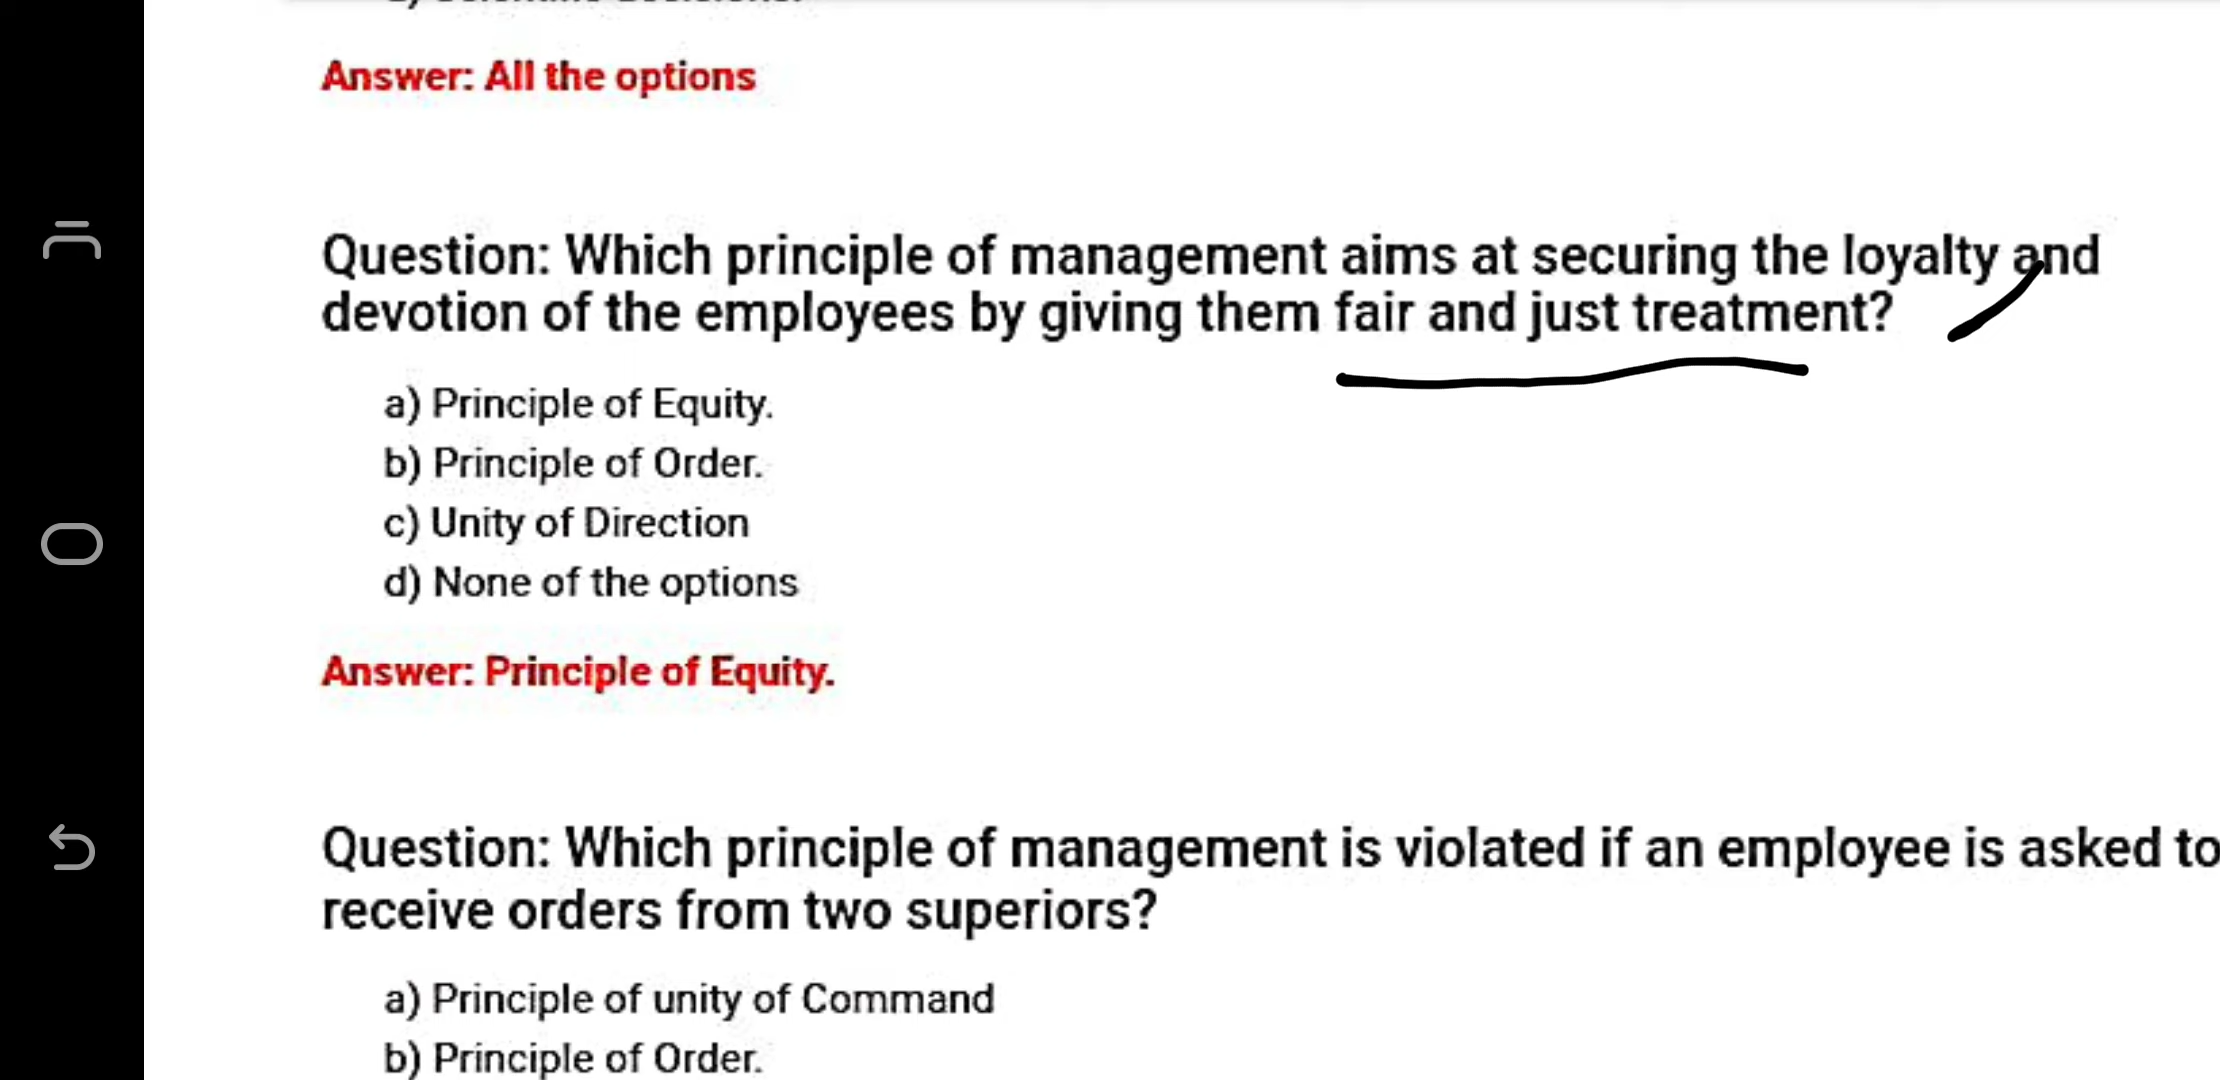 Answer: All the options
Question: Which principle of management aims at securing the loyalty and
devotion of the employees by giving them fair and just treatment?
a) Principle of Equity.
b) Principle of Order.
c) Unity of Direction
d) None of the options
Answer: Principle of Equity.
Question: Which principle of management is violated if an employee is asked to
receive orders from two superiors?
a) Principle of unity of Command
b) Principle of Order.